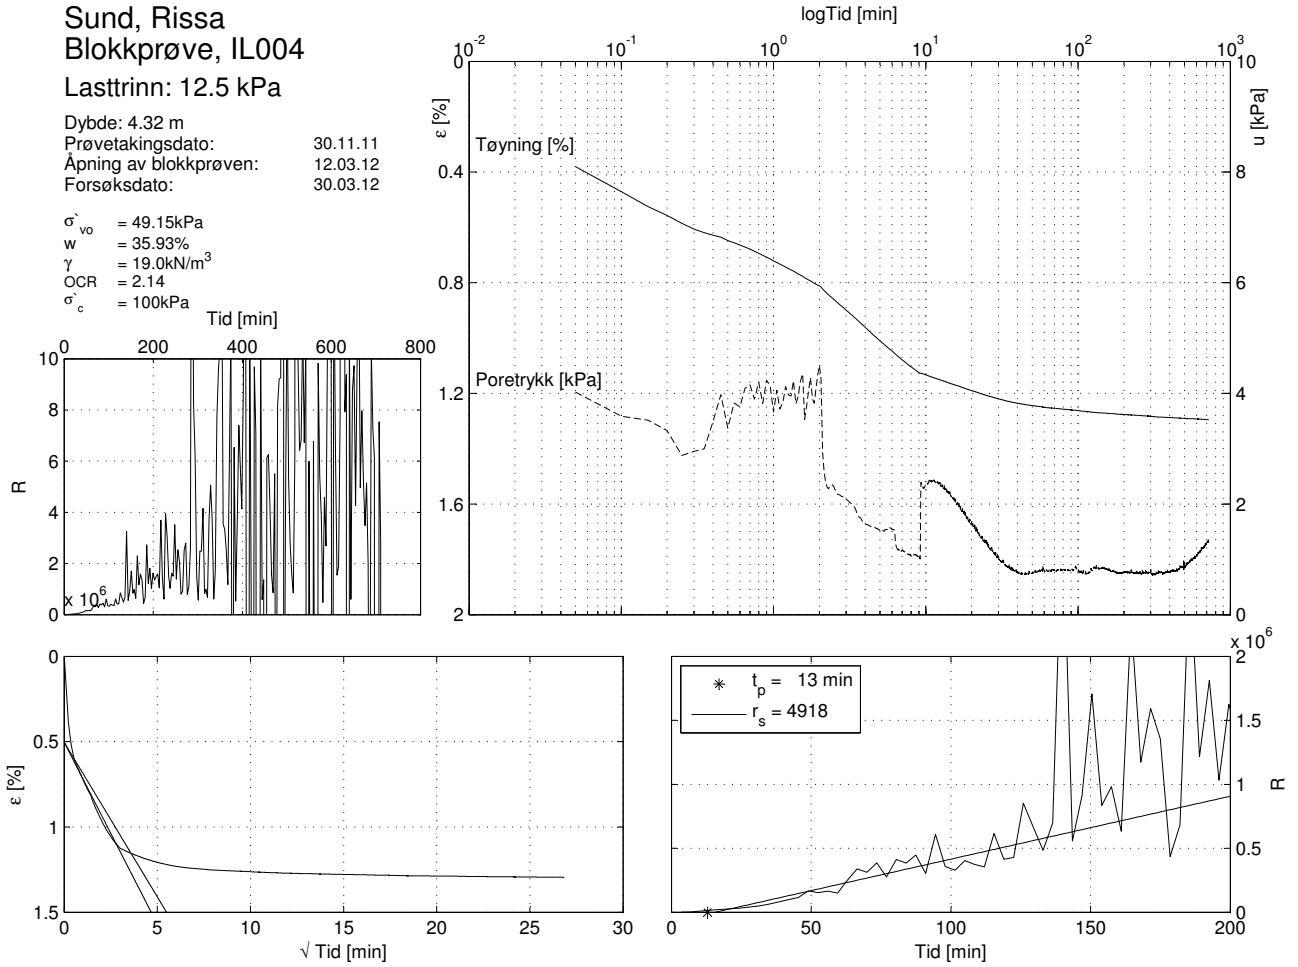 Sund, Rissa
Blokkprøve, IL004
Lasttrinn: 12.5 kPa
Dybde: 4.32 m
Prøvetakingsdato: 30.11.11
Åpning av blokkprøven: 12.03.12
Forsøksdato: 30.03.12
σ`vo = 49.15kPa
w = 35.93%
γ = 19.0kN/m³
OCR = 2.14
σ`c = 100kPa
Tid [min]
0 200 400 600 800
10
8
6
4
2
0
R
x 10⁶
logTid [min]
10⁻² 10⁻¹ 10⁰ 10¹ 10² 10³
0
0.4
0.8
1.2
1.6
2
ε [%]
Tøyning [%]
Poretrykk [kPa]
10
8
6
4
2
0
u [kPa]
0
0.5
1
1.5
ε [%]
0 5 10 15 20 25 30
√ Tid [min]
x 10⁶
2
1.5
1
0.5
0
R
tp = 13 min
rs = 4918
0 50 100 150 200
Tid [min]